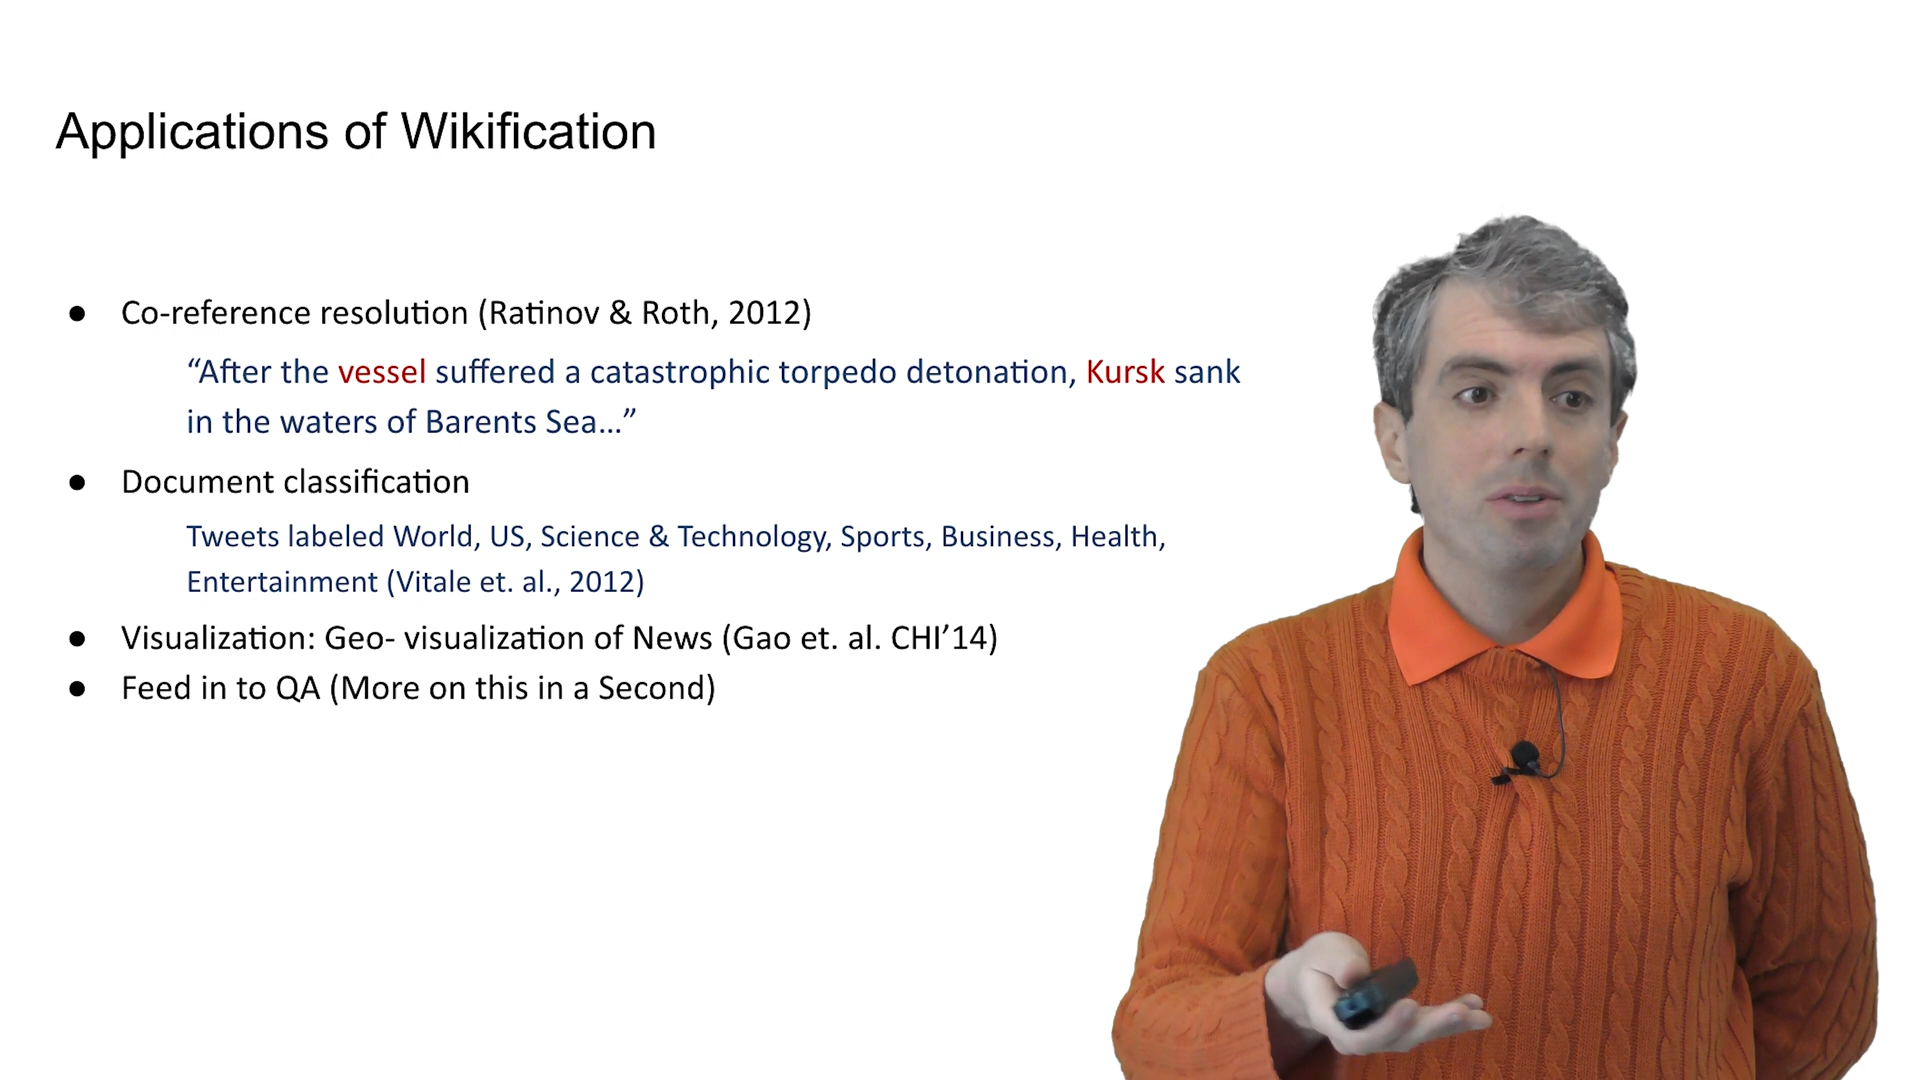 Applications of Wikification
● Co-reference resolution (Ratinov & Roth, 2012)
“After the vessel suffered a catastrophic torpedo detonation, Kursk sank
in the waters of Barents Sea…”
● Document classification
Tweets labeled World, US, Science & Technology, Sports, Business, Health,
Entertainment (Vitale et. al., 2012)
● Visualization: Geo- visualization of News (Gao et. al. CHI’14)
● Feed in to QA (More on this in a Second)